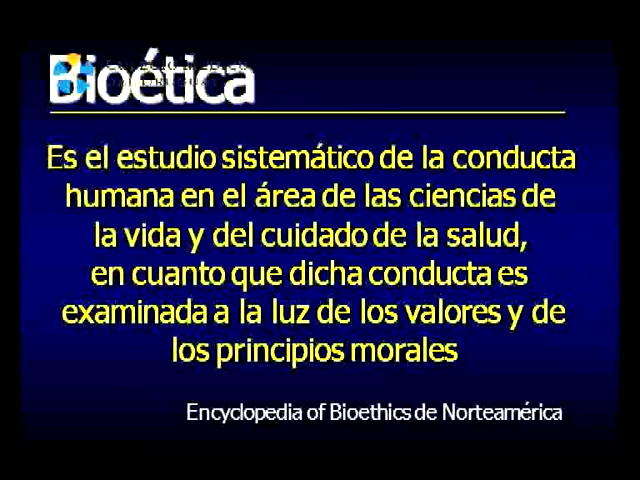 Bioética
Es el estudio sistemático de la conducta
humana en el área de las ciencias de
la vida y del cuidado de la salud,
en cuanto que dicha conducta es
examinada a la luz de los valores y de
los principios morales
Encyclopedia of Bioethics de Norteamérica